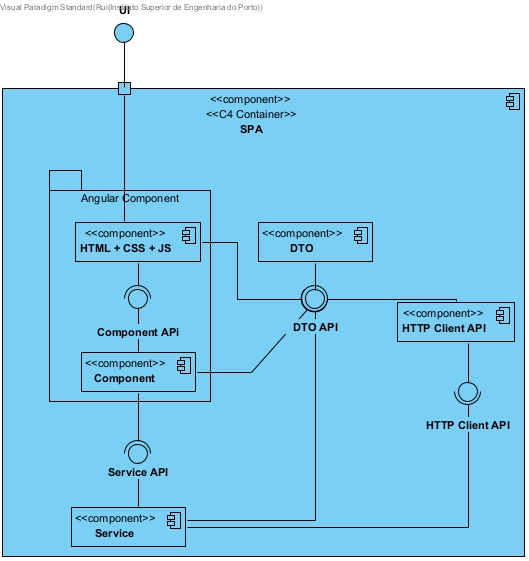 Visual Paradigm Standard(Rui(Instituto Superior de Engenharia do Porto))
UI
<<component>>
<<C4 Container>>
SPA
Angular Component
<<component>>
HTML + CSS + JS
<<component>>
DTO
Component APi
DTO API
<<component>>
HTTP Client API
<<component>>
Component
HTTP Client API
Service API
<<component>>
Service